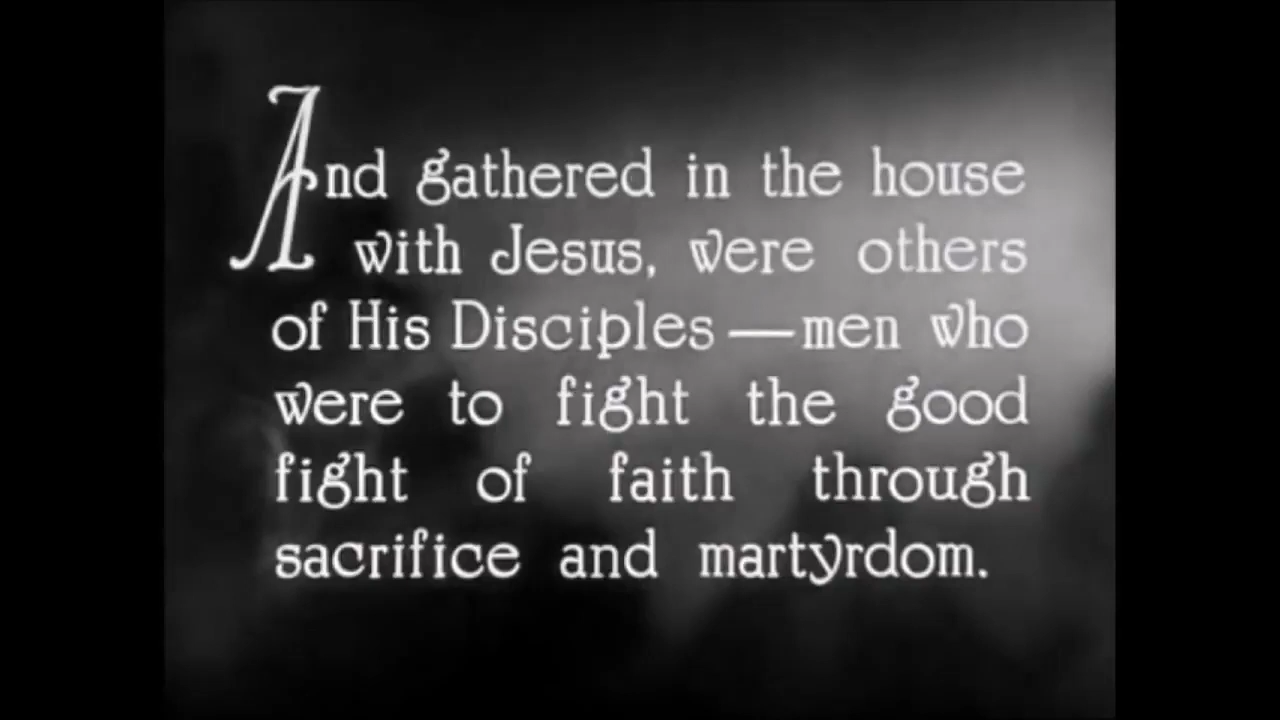 And gathered in the house
with Jesus, were others
of His Disciples—men who
were to fight the good
fight of faith through
sacrifice and martyrdom.